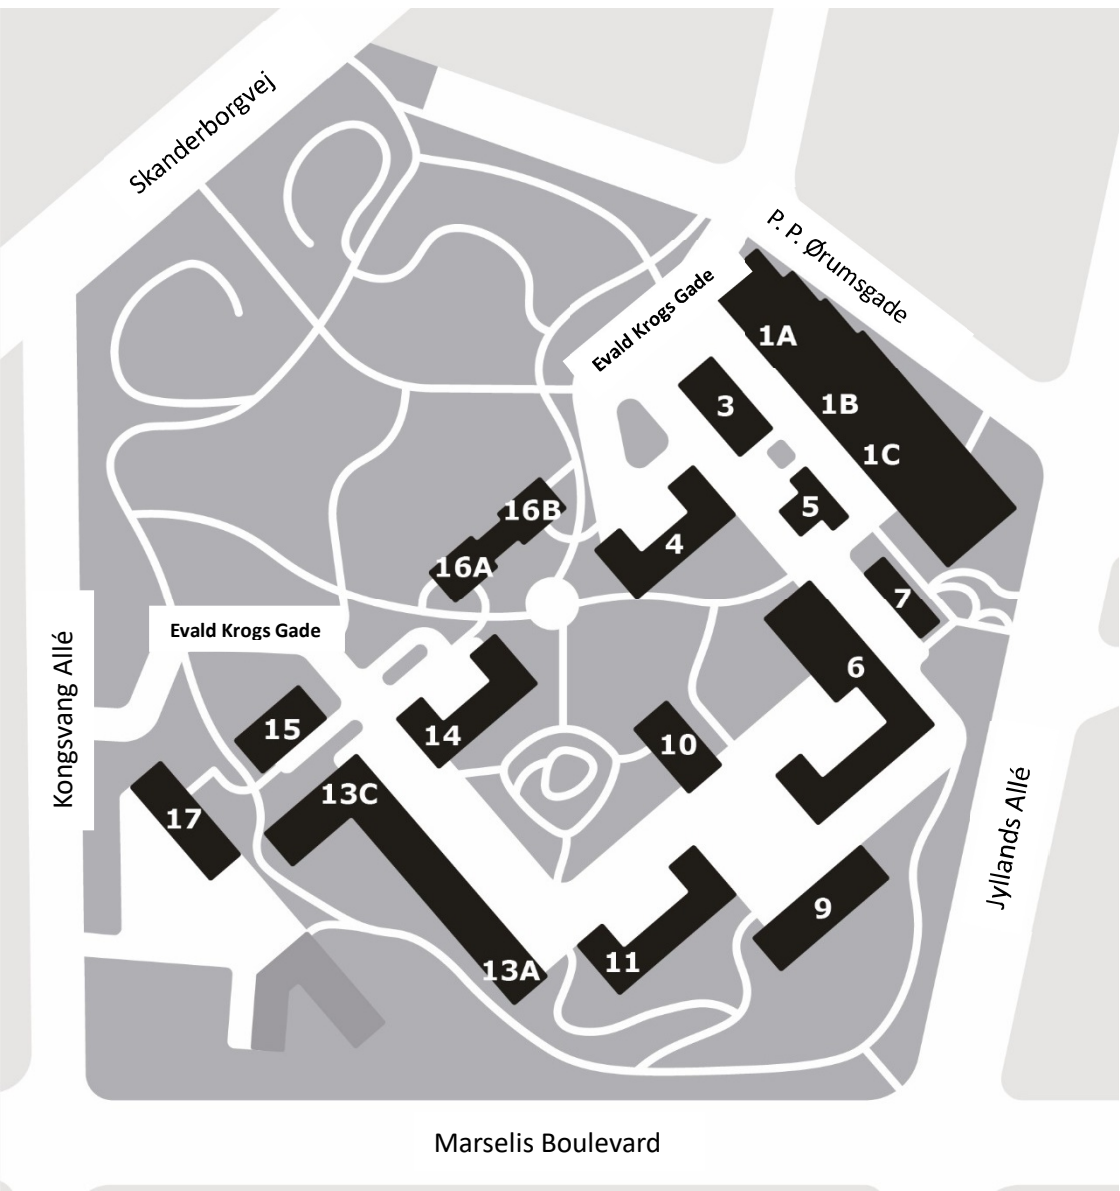 Skanderborgvej
P. P. Ørumsgade
Evald Krogs Gade
1A
3
1B
1C
16B
5
4
16A
7
Evald Krogs Gade
6
Kongsvang Allé
15
14
10
13C
17
Jyllands Allé
9
11
13A
Marselis Boulevard